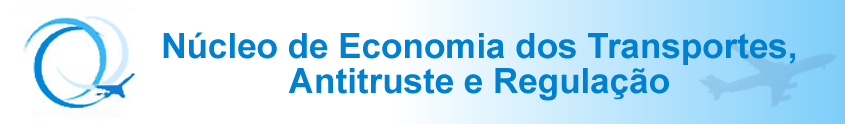 Núcleo de Economia dos Transportes,
Antitruste e Regulação